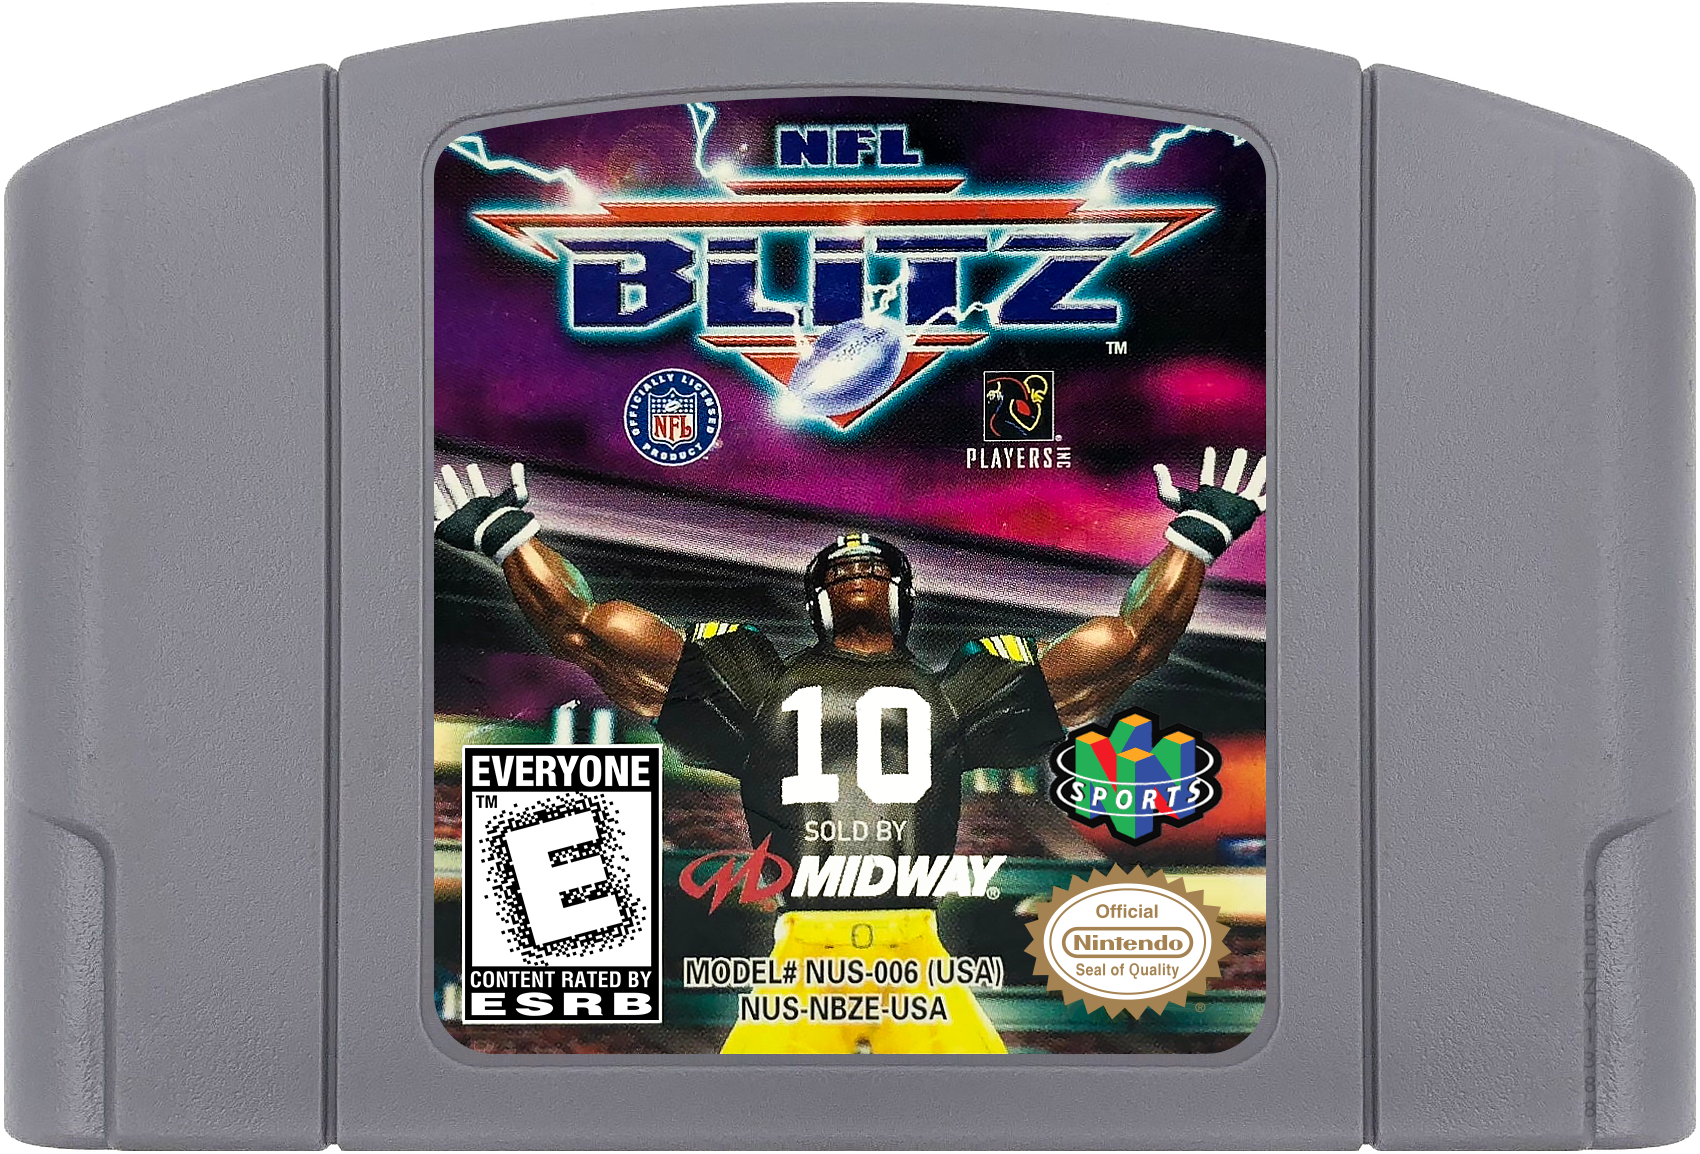 NFL
BLITZ
TM
OFFICIALLY LICENSED
NFL
PRODUCT
PLAYERS INC
10
SPORTS
EVERYONE
TM
E
CONTENT RATED BY
ESRB
SOLD BY
MIDWAY®
Official
Nintendo
Seal of Quality
®
MODEL# NUS-006 (USA)
NUS-NBZE-USA